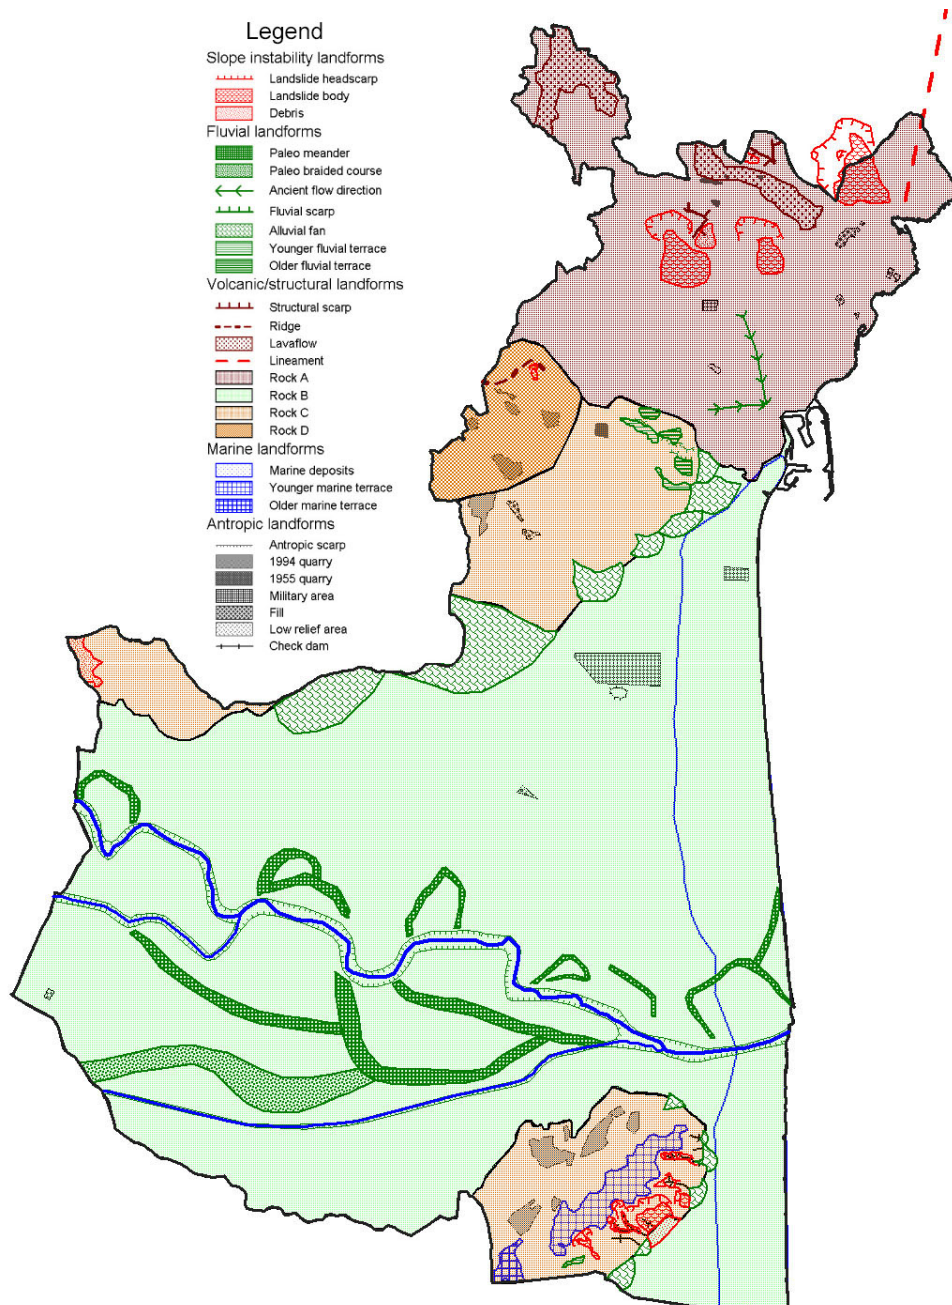 Legend
Slope instability landforms
Landslide headscarp
Landslide body
Debris
Fluvial landforms
Paleo meander
Paleo braided course
Ancient flow direction
Fluvial scarp
Alluvial fan
Younger fluvial terrace
Older fluvial terrace
Volcanic/structural landforms
Structural scarp
Ridge
Lavaflow
Lineament
Rock A
Rock B
Rock C
Rock D
Marine landforms
Marine deposits
Younger marine terrace
Older marine terrace
Antropic landforms
Antropic scarp
1994 quarry
1955 quarry
Military area
Fill
Low relief area
Check dam